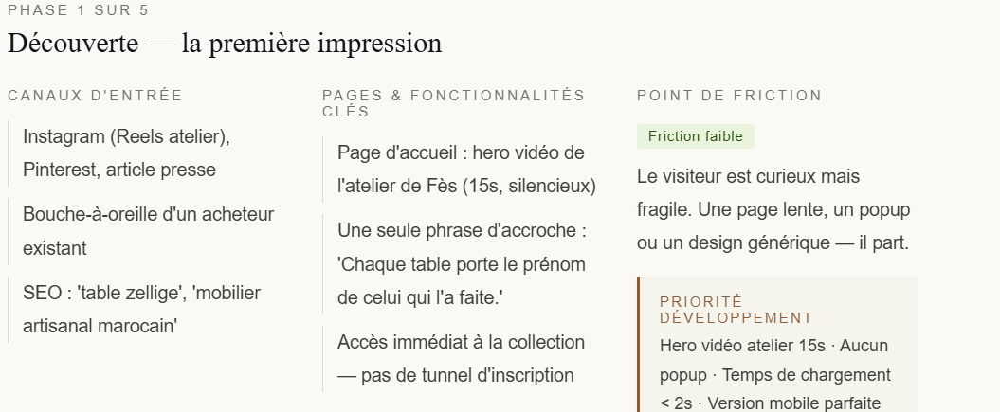 PHASE 1 SUR 5
Découverte — la première impression
CANAUX D'ENTRÉE
Instagram (Reels atelier),
Pinterest, article presse
Bouche-à-oreille d'un acheteur
existant
SEO : 'table zellige', 'mobilier
artisanal marocain'
PAGES & FONCTIONNALITÉS
CLÉS
Page d'accueil : hero vidéo de
l'atelier de Fès (15s, silencieux)
Une seule phrase d'accroche :
'Chaque table porte le prénom
de celui qui l'a faite.'
Accès immédiat à la collection
— pas de tunnel d'inscription
POINT DE FRICTION
Friction faible
Le visiteur est curieux mais
fragile. Une page lente, un popup
ou un design générique — il part.
PRIORITÉ
DÉVELOPPEMENT
Hero vidéo atelier 15s · Aucun
popup · Temps de chargement
< 2s · Version mobile parfaite